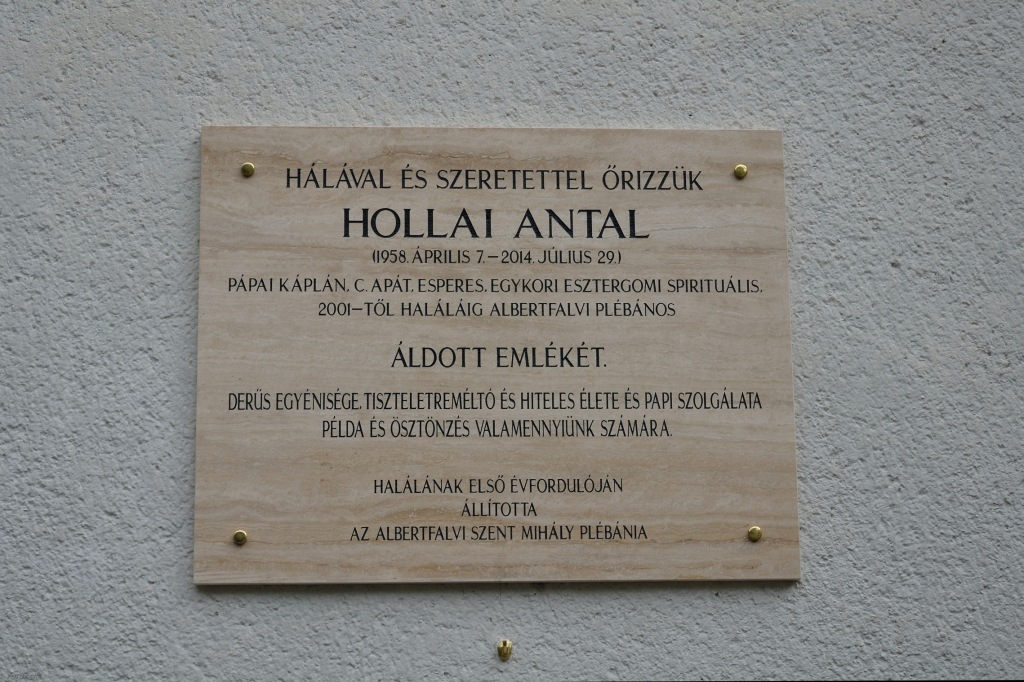 HÁLÁVAL ÉS SZERETETTEL ŐRIZZÜK
HOLLAI ANTAL
(1958. ÁPRILIS 7. – 2014. JÚLIUS 29.)
PÁPAI KÁPLÁN, C. APÁT, ESPERES, EGYKORI ESZTERGOMI SPIRITUÁLIS,
2001–TŐL HALÁLÁIG ALBERTFALVI PLÉBÁNOS
ÁLDOTT EMLÉKÉT.
DERŰS EGYÉNISÉGE, TISZTELETREMÉLTÓ ÉS HITELES ÉLETE ÉS PAPI SZOLGÁLATA
PÉLDA ÉS ÖSZTÖNZÉS VALAMENNYIÜNK SZÁMÁRA.
HALÁLÁNAK ELSŐ ÉVFORDULÓJÁN
ÁLLÍTOTTA
AZ ALBERTFALVI SZENT MIHÁLY PLÉBÁNIA